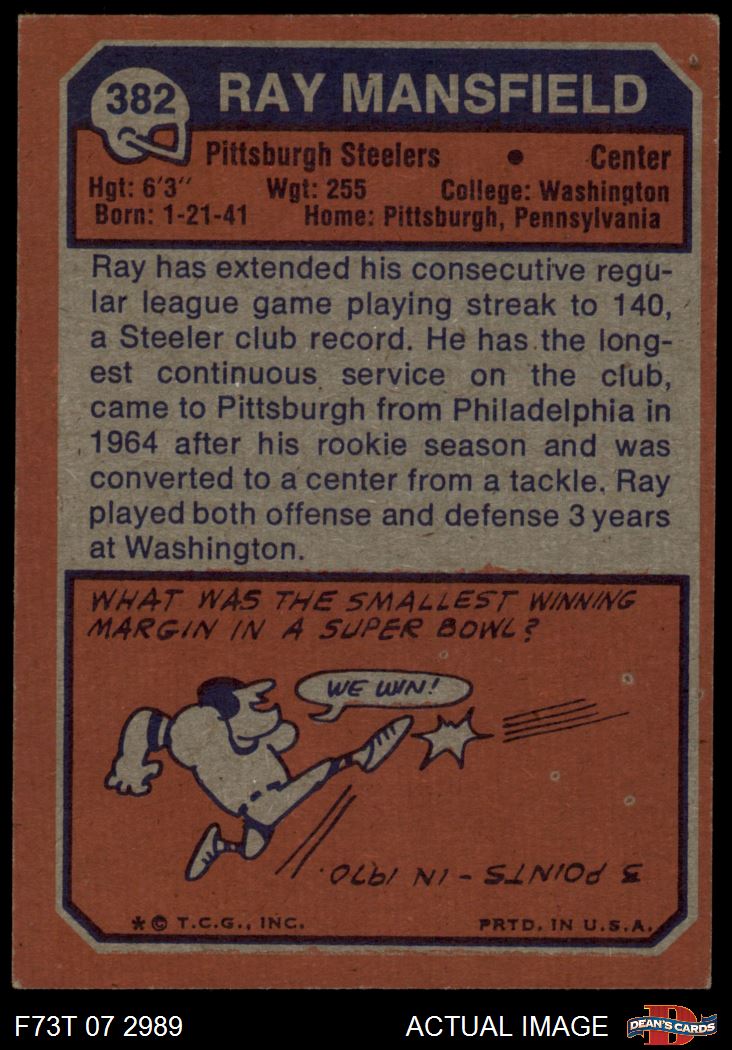 382
RAY MANSFIELD
Pittsburgh Steelers • Center
Hgt: 6'3" Wgt: 255 College: Washington
Born: 1-21-41 Home: Pittsburgh, Pennsylvania
Ray has extended his consecutive regu-
lar league game playing streak to 140,
a Steeler club record. He has the long-
est continuous service on the club,
came to Pittsburgh from Philadelphia in
1964 after his rookie season and was
converted to a center from a tackle. Ray
played both offense and defense 3 years
at Washington.
WHAT WAS THE SMALLEST WINNING
MARGIN IN A SUPER BOWL?
WE WIN!
3 POINTS - IN 1970.
*© T.C.G., INC. PRTD. IN U.S.A.
F73T 07 2989 ACTUAL IMAGE
D
DEAN'S CARDS